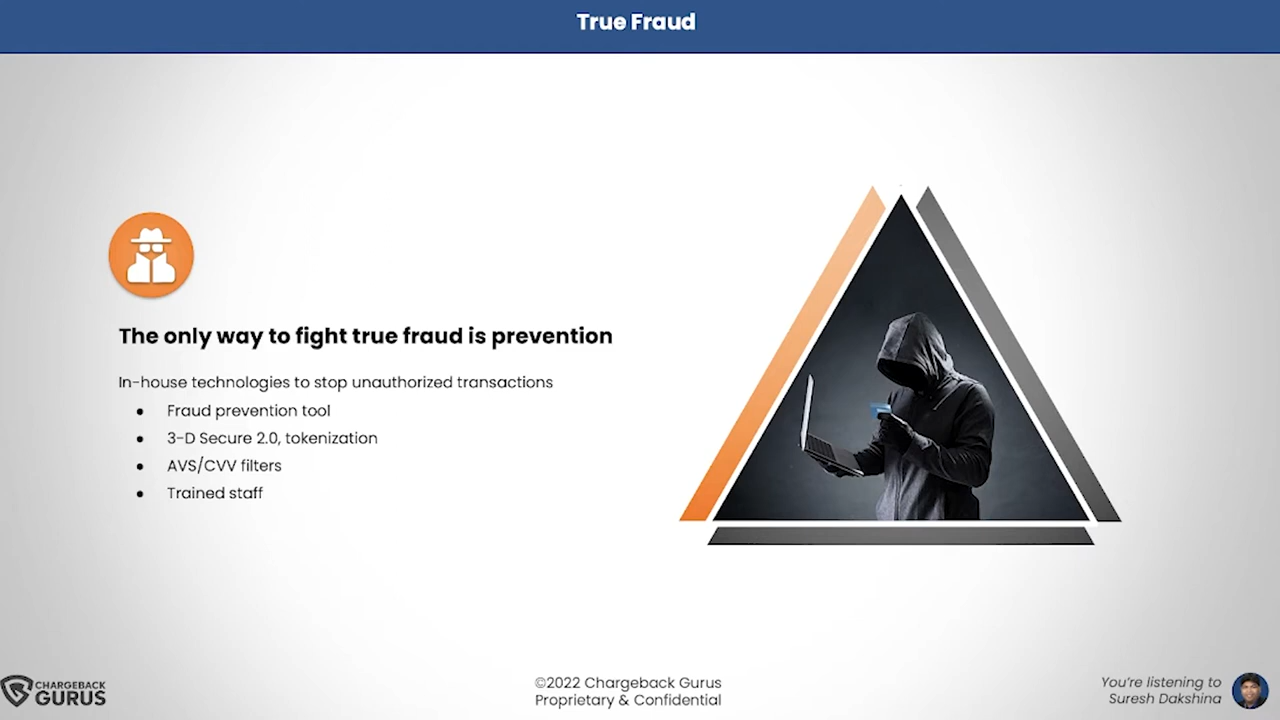 True Fraud
The only way to fight true fraud is prevention
In-house technologies to stop unauthorized transactions
● Fraud prevention tool
● 3-D Secure 2.0, tokenization
● AVS/CVV filters
● Trained staff
CHARGEBACK
GURUS
©2022 Chargeback Gurus
Proprietary & Confidential
You're listening to
Suresh Dakshina